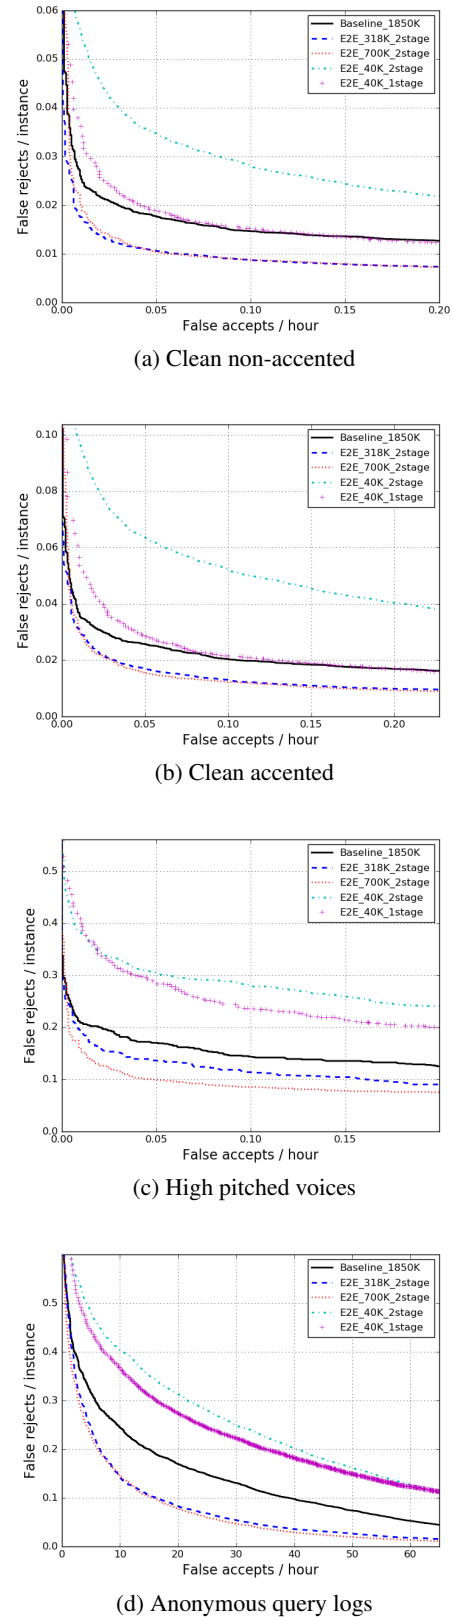 0.06
0.05
0.04
0.03
0.02
0.01
0.00
False rejects / instance
Baseline_1850K
E2E_318K_2stage
E2E_700K_2stage
E2E_40K_2stage
E2E_40K_1stage
0.00 0.05 0.10 0.15 0.20
False accepts / hour
(a) Clean non-accented
0.10
0.08
0.06
0.04
0.02
0.00
False rejects / instance
Baseline_1850K
E2E_318K_2stage
E2E_700K_2stage
E2E_40K_2stage
E2E_40K_1stage
0.00 0.05 0.10 0.15 0.20
False accepts / hour
(b) Clean accented
0.5
0.4
0.3
0.2
0.1
0.0
False rejects / instance
Baseline_1850K
E2E_318K_2stage
E2E_700K_2stage
E2E_40K_2stage
E2E_40K_1stage
0.00 0.05 0.10 0.15
False accepts / hour
(c) High pitched voices
0.5
0.4
0.3
0.2
0.1
0.0
False rejects / instance
Baseline_1850K
E2E_318K_2stage
E2E_700K_2stage
E2E_40K_2stage
E2E_40K_1stage
0 10 20 30 40 50 60
False accepts / hour
(d) Anonymous query logs